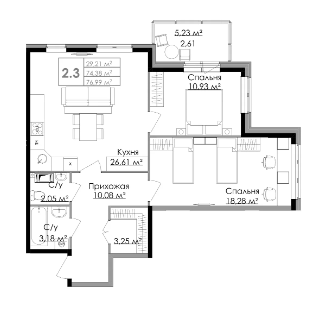 5.23 м²
2.61
2.3
29.21 м²
74.38 м²
76.99 м²
Спальня
10.93 м²
Кухня
26.61 м²
С/у
2.05 м²
Прихожая
10.08 м²
Спальня
18.28 м²
С/у
3.18 м²
3.25 м²